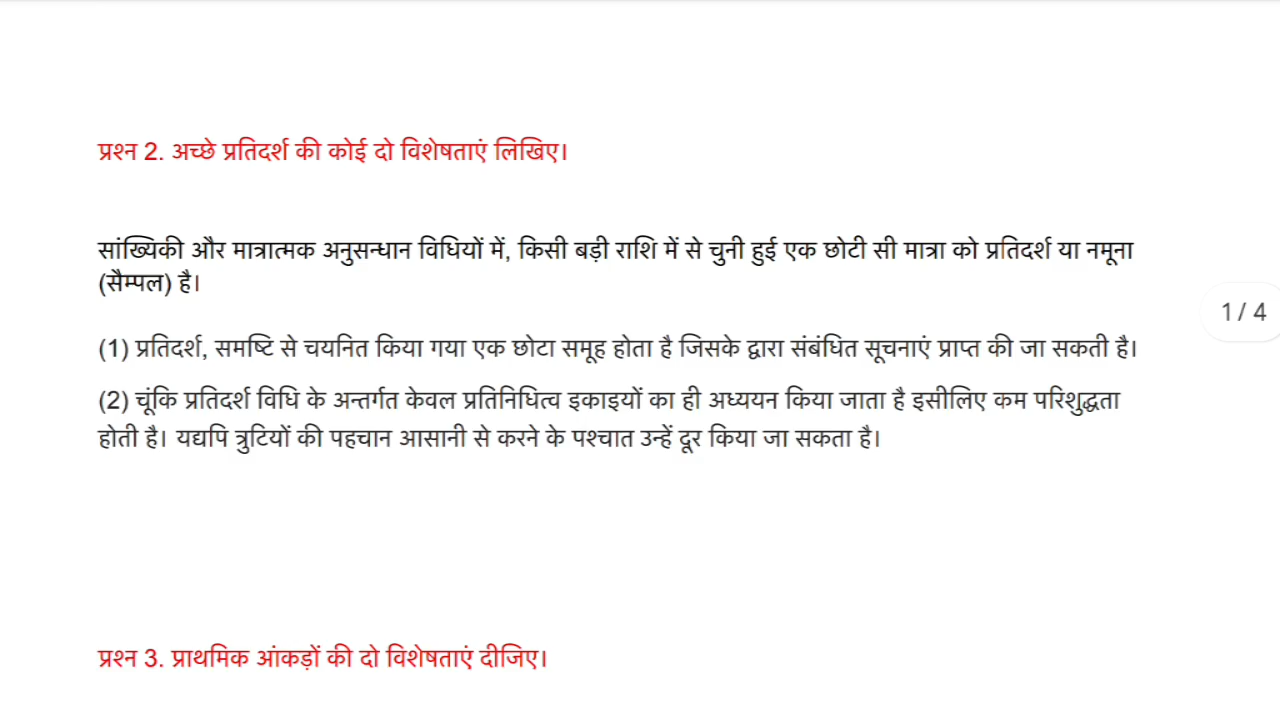 प्रश्न 2. अच्छे प्रतिदर्श की कोई दो विशेषताएं लिखिए।
सांख्यिकी और मात्रात्मक अनुसन्धान विधियों में, किसी बड़ी राशि में से चुनी हुई एक छोटी सी मात्रा को प्रतिदर्श या नमूना
(सैम्पल) है।
1 / 4
(1) प्रतिदर्श, समष्टि से चयनित किया गया एक छोटा समूह होता है जिसके द्वारा संबंधित सूचनाएं प्राप्त की जा सकती है।
(2) चूंकि प्रतिदर्श विधि के अन्तर्गत केवल प्रतिनिधित्व इकाइयों का ही अध्ययन किया जाता है इसीलिए कम परिशुद्धता
होती है। यद्यपि त्रुटियों की पहचान आसानी से करने के पश्चात उन्हें दूर किया जा सकता है।
प्रश्न 3. प्राथमिक आंकड़ों की दो विशेषताएं दीजिए।